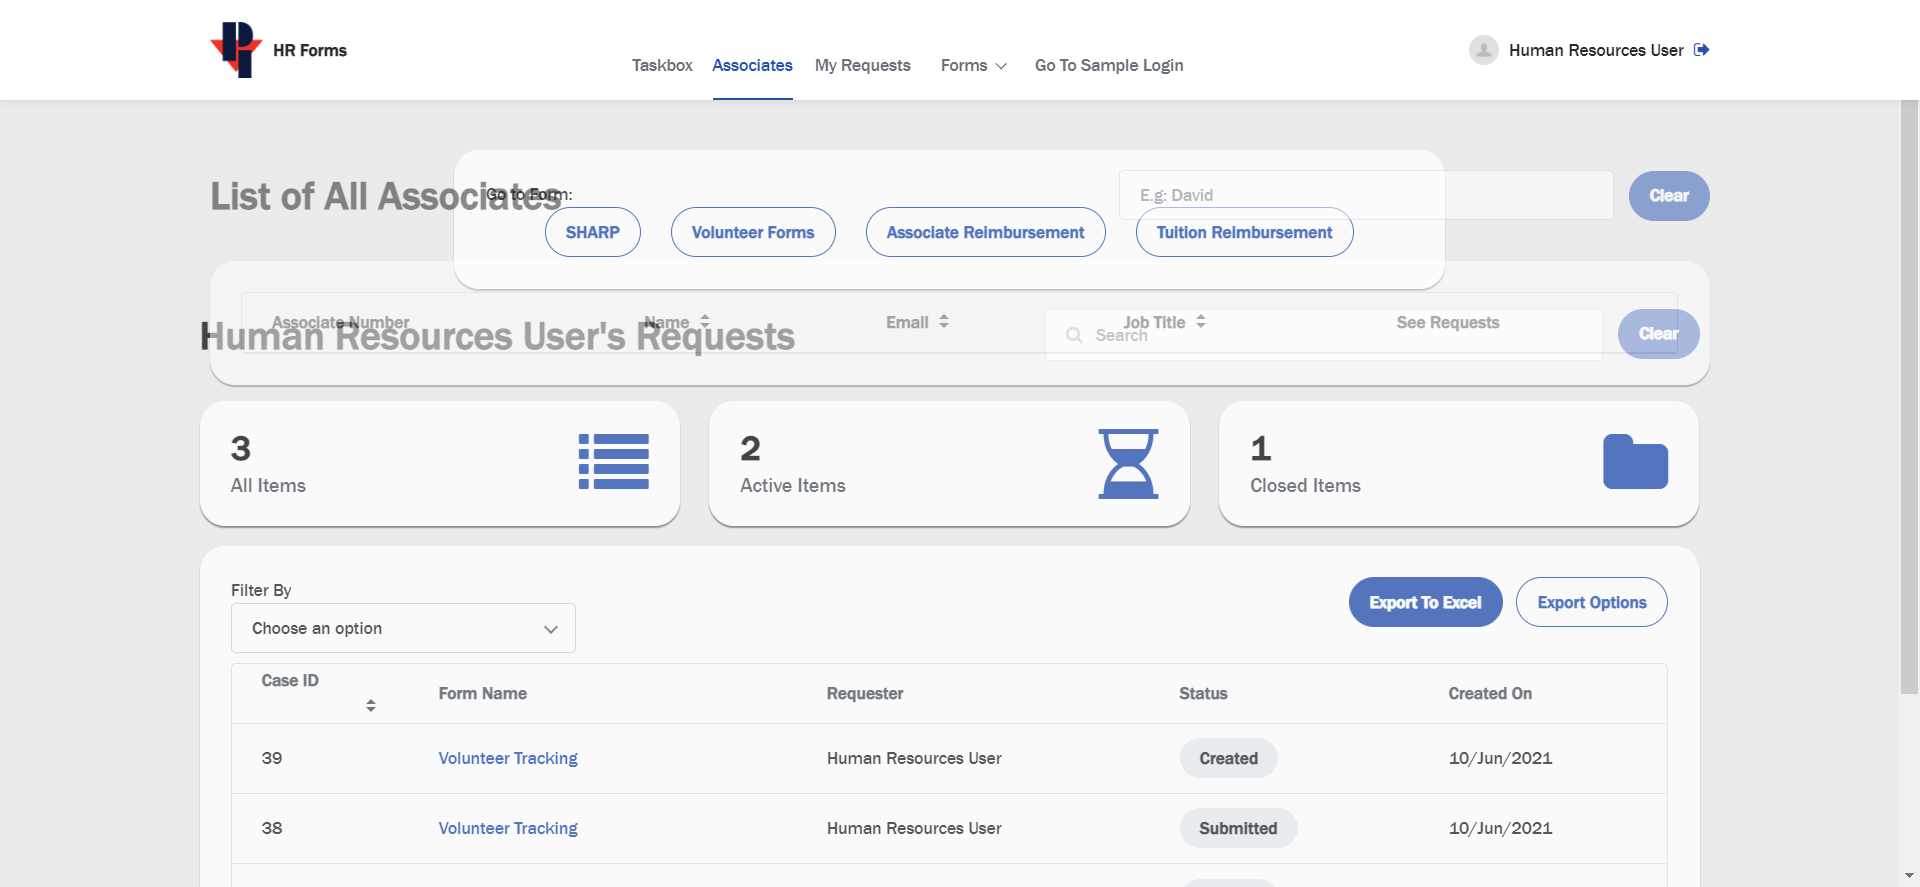 HR Forms
Taskbox Associates My Requests Forms Go To Sample Login
Human Resources User
List of All Associates
Go to Form:
E.g: David
Clear
SHARP Volunteer Forms Associate Reimbursement Tuition Reimbursement
Associate Number Name Email Job Title See Requests
Human Resources User's Requests
Search
Clear
3
All Items
2
Active Items
1
Closed Items
Filter By
Choose an option
Export To Excel Export Options
Case ID Form Name Requester Status Created On
39 Volunteer Tracking Human Resources User Created 10/Jun/2021
38 Volunteer Tracking Human Resources User Submitted 10/Jun/2021